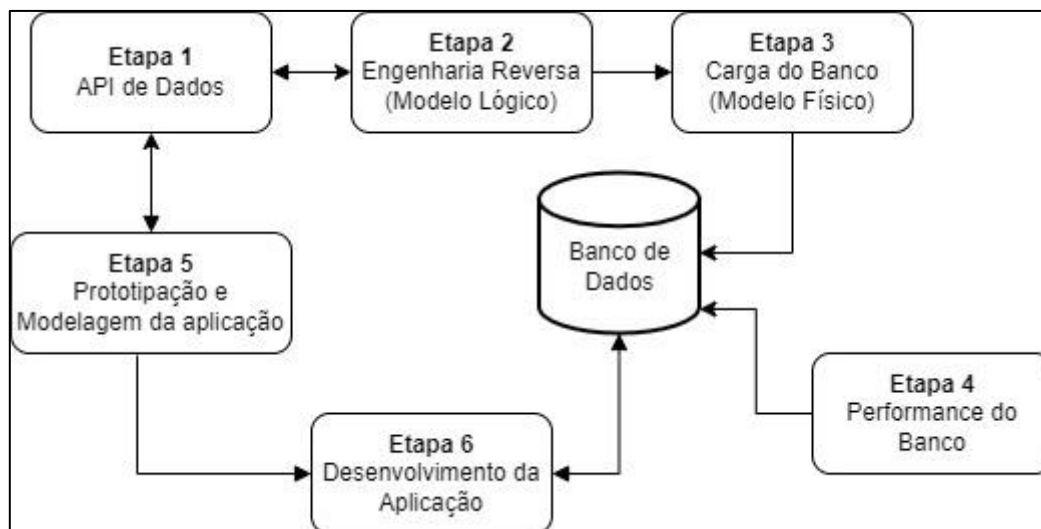 Etapa 1
API de Dados
Etapa 2
Engenharia Reversa
(Modelo Lógico)
Etapa 3
Carga do Banco
(Modelo Físico)
Etapa 5
Prototipação e
Modelagem da aplicação
Banco de
Dados
Etapa 4
Performance do
Banco
Etapa 6
Desenvolvimento da
Aplicação